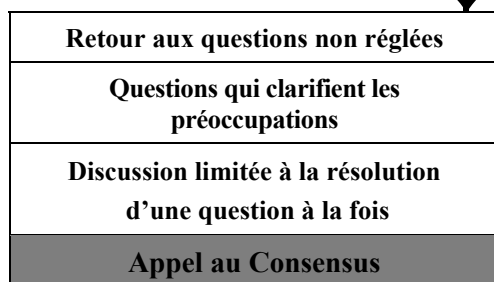 Retour aux questions non réglées
Questions qui clarifient les
préoccupations
Discussion limitée à la résolution
d’une question à la fois
Appel au Consensus